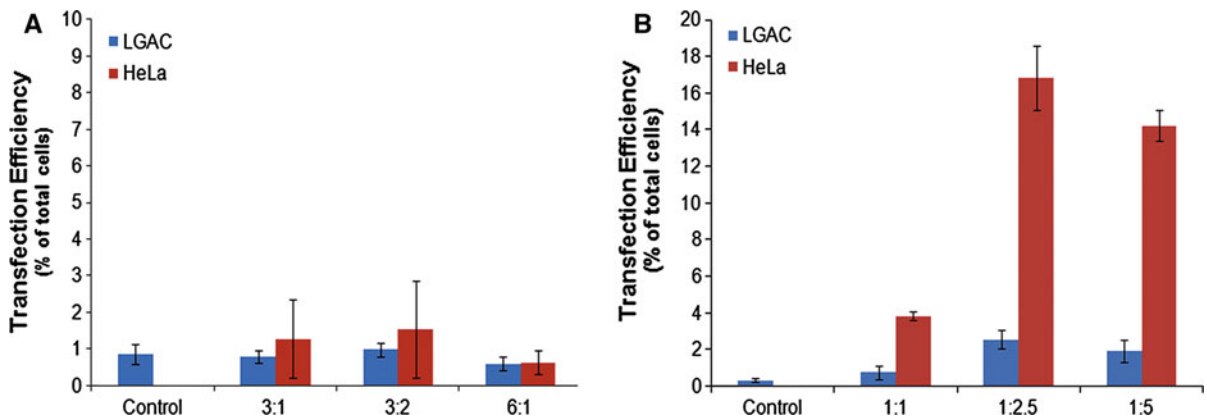 A
Transfection Efficiency
(% of total cells)
10
9
8
7
6
5
4
3
2
1
0
LGAC
HeLa
Control 3:1 3:2 6:1
B
Transfection Efficiency
(% of total cells)
20
18
16
14
12
10
8
6
4
2
0
LGAC
HeLa
Control 1:1 1:2.5 1:5